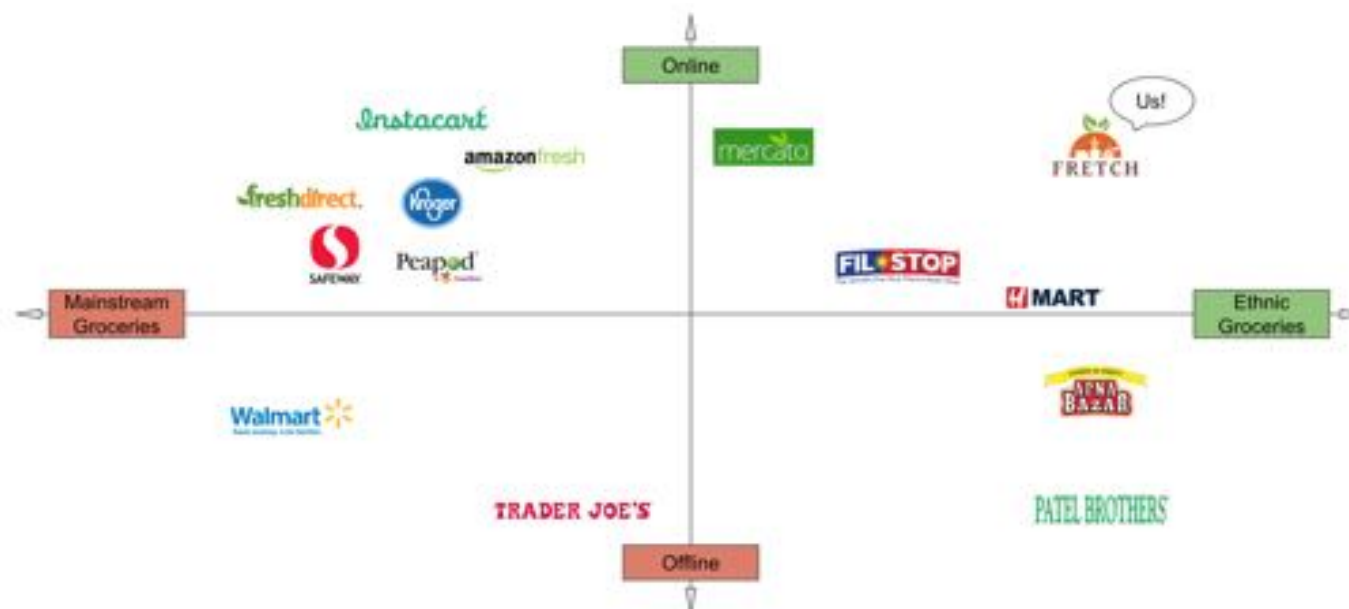 Online
Us!
Instacart
mercato
amazonfresh
FRETCH
freshdirect.
Kroger
FIL STOP
SAFEWAY
Peapod
H MART
Mainstream
Groceries
Ethnic
Groceries
APNA
BAZAR
Walmart
TRADER JOE'S
PATEL BROTHERS
Offline